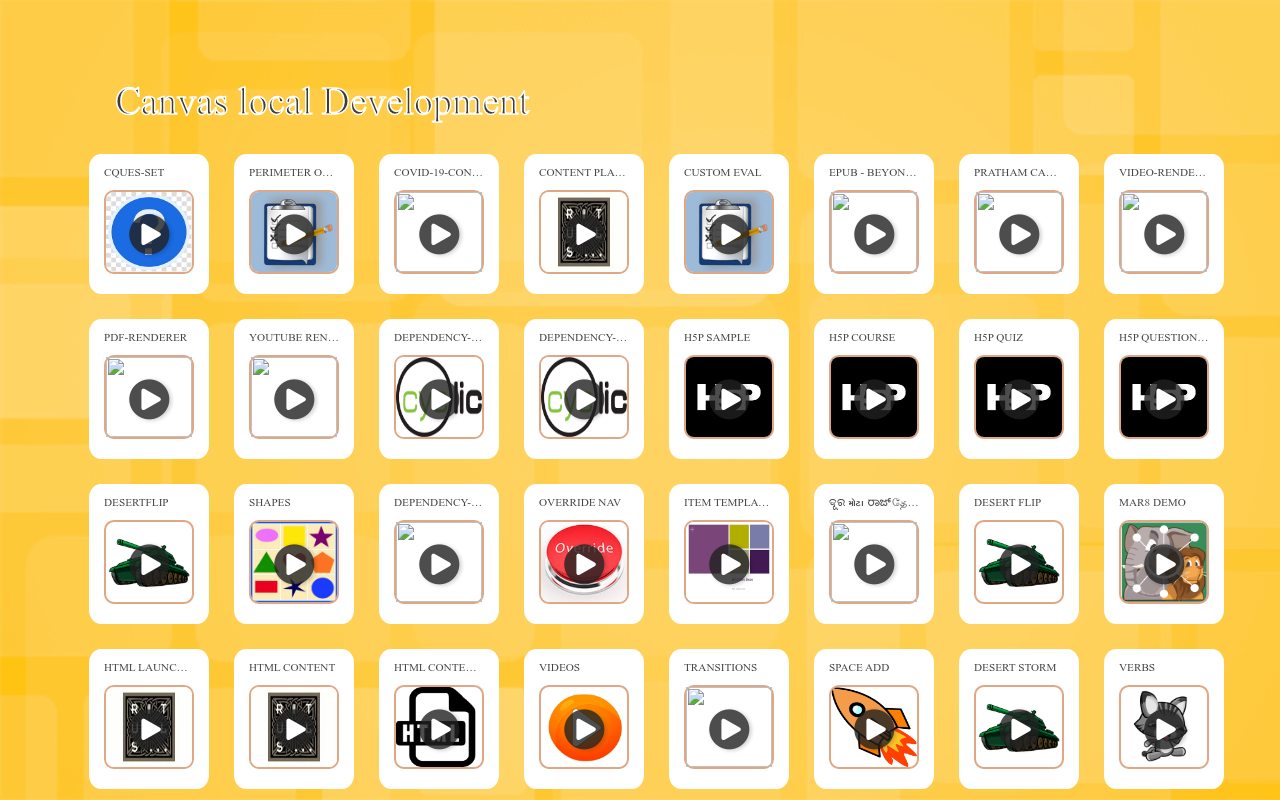 Canvas local Development
CQUES-SET
PERIMETER O...
COVID-19-CON...
CONTENT PLA...
CUSTOM EVAL
EPUB - BEYON...
PRATHAM CA...
VIDEO-RENDE...
PDF-RENDERER
YOUTUBE REN...
DEPENDENCY-...
DEPENDENCY-...
H5P SAMPLE
H5P COURSE
H5P QUIZ
H5P QUESTION...
DESERTFLIP
SHAPES
DEPENDENCY-...
OVERRIDE NAV
Override
ITEM TEMPLA...
DESERT FLIP
MAR8 DEMO
HTML LAUNC...
HTML CONTENT
HTML CONTE...
HTML
VIDEOS
TRANSITIONS
SPACE ADD
DESERT STORM
VERBS